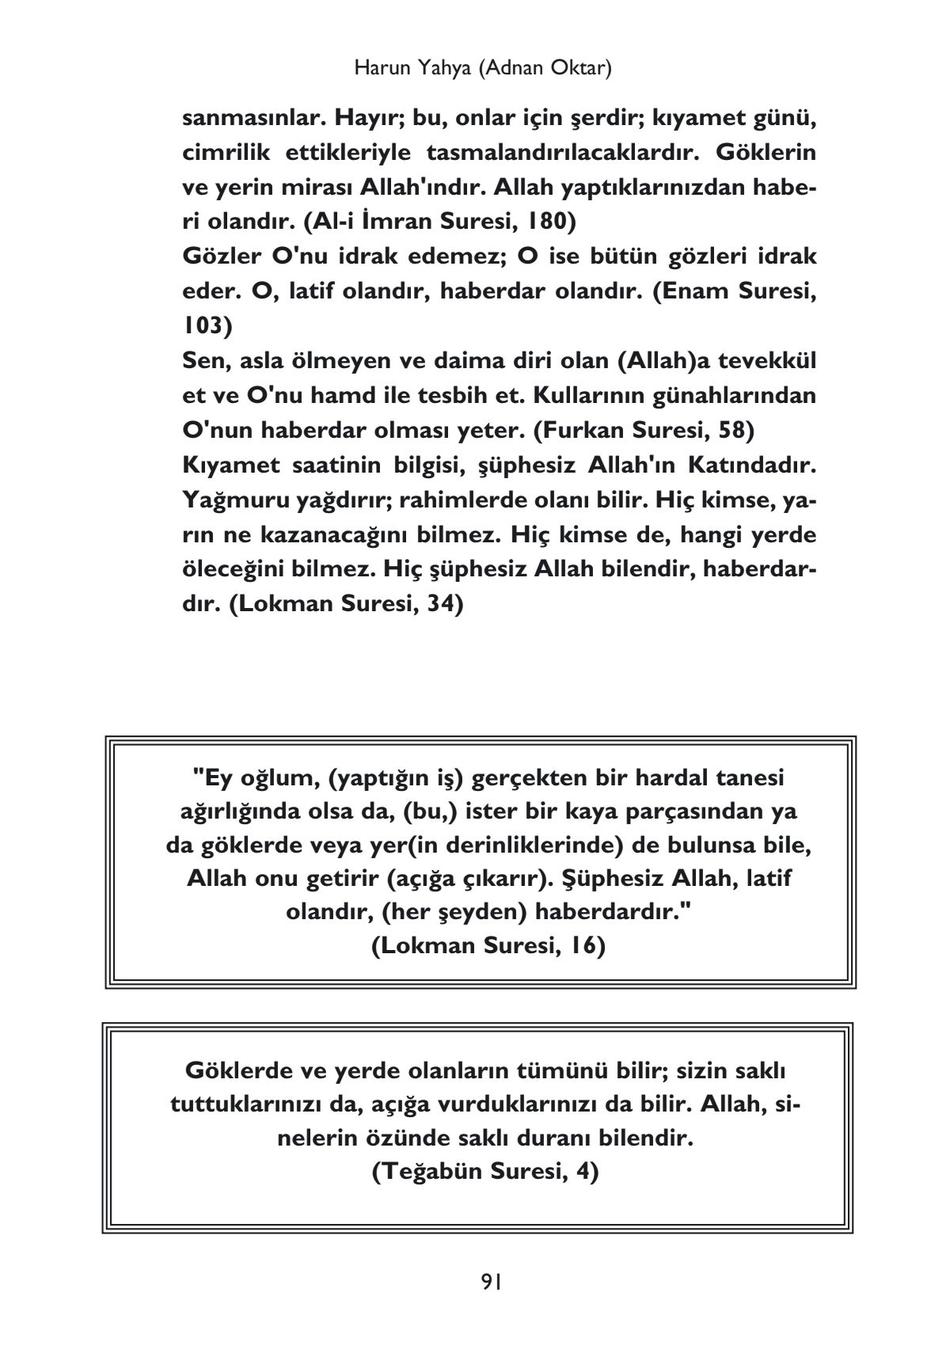 Harun Yahya (Adnan Oktar)
sanmasınlar. Hayır; bu, onlar için şerdir; kıyamet günü,
cimrilik ettikleriyle tasmalandırılacaklardır. Göklerin
ve yerin mirası Allah'ındır. Allah yaptıklarınızdan habe-
ri olandır. (Al-i İmran Suresi, 180)
Gözler O'nu idrak edemez; O ise bütün gözleri idrak
eder. O, latif olandır, haberdar olandır. (Enam Suresi,
103)
Sen, asla ölmeyen ve daima diri olan (Allah)a tevekkül
et ve O'nu hamd ile tesbih et. Kullarının günahlarından
O'nun haberdar olması yeter. (Furkan Suresi, 58)
Kıyamet saatinin bilgisi, şüphesiz Allah'ın Katındadır.
Yağmuru yağdırır; rahimlerde olanı bilir. Hiç kimse, ya-
rın ne kazanacağını bilmez. Hiç kimse de, hangi yerde
öleceğini bilmez. Hiç şüphesiz Allah bilendir, haberdar-
dır. (Lokman Suresi, 34)
"Ey oğlum, (yaptığın iş) gerçekten bir hardal tanesi
ağırlığında olsa da, (bu,) ister bir kaya parçasından ya
da göklerde veya yer(in derinliklerinde) de bulunsa bile,
Allah onu getirir (açığa çıkarır). Şüphesiz Allah, latif
olandır, (her şeyden) haberdardır."
(Lokman Suresi, 16)
Göklerde ve yerde olanların tümünü bilir; sizin saklı
tuttuklarınızı da, açığa vurduklarınızı da bilir. Allah, si-
nelerin özünde saklı duranı bilendir.
(Teğabün Suresi, 4)
91